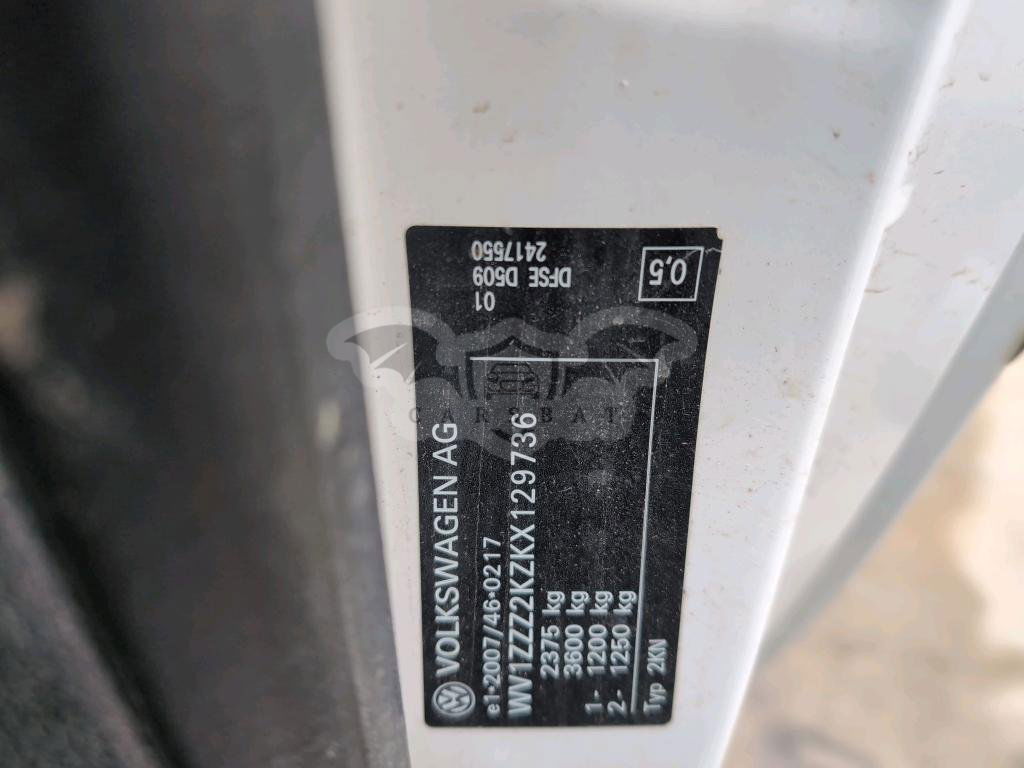 VOLKSWAGEN AG
e1*2007/46*0217
WV1ZZZ2KZKX129736
2375 kg
3600 kg
1- 1200 kg
2- 1250 kg
Typ 2KN
01
DFSE D509
2417550
0,5
CARSBAT